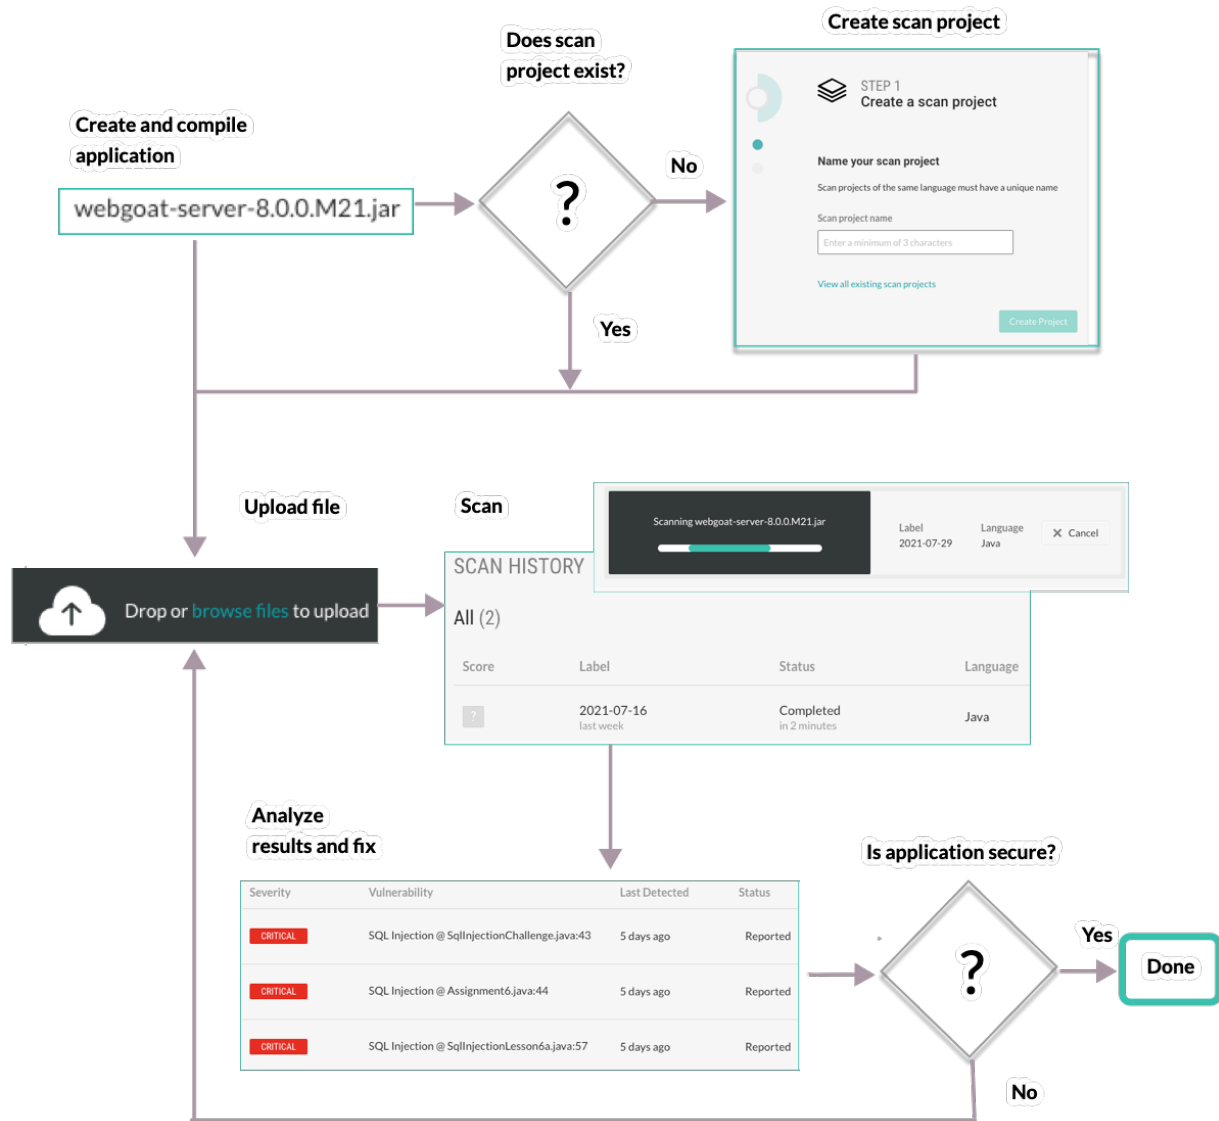 Create scan project
Does scan
project exist?
STEP 1
Create a scan project
Create and compile
application
Name your scan project
No
?
Scan projects of the same language must have a unique name
webgoat-server-8.0.0.M21.jar
Scan project name
Enter a minimum of 3 characters
View all existing scan projects
Create Project
Yes
Upload file
Scan
Scanning webgoat-server-8.0.0.M21.jar
Label
2021-07-29
Language
Java
Cancel
SCAN HISTORY
Drop or browse files to upload
All (2)
Score Label Status Language
? 2021-07-16 Completed Java
last week in 2 minutes
Analyze
results and fix
Is application secure?
Severity Vulnerability Last Detected Status
CRITICAL SQL Injection @ SqlInjectionChallenge.java:43 5 days ago Reported
CRITICAL SQL Injection @ Assignment6.java:44 5 days ago Reported
CRITICAL SQL Injection @ SqlInjectionLesson6a.java:57 5 days ago Reported
?
Yes
Done
No